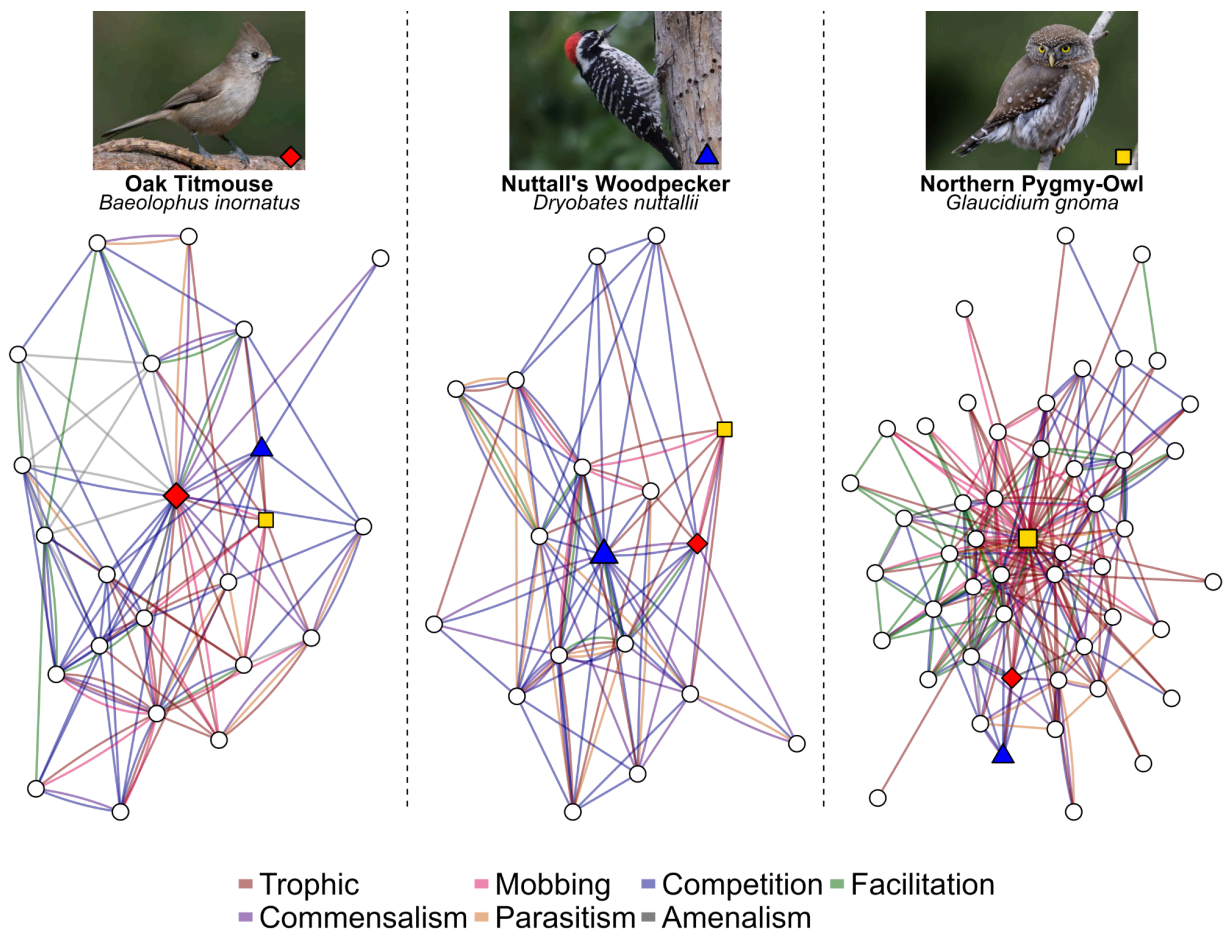 Oak Titmouse
Baeolophus inornatus
Nuttall's Woodpecker
Dryobates nuttallii
Northern Pygmy-Owl
Glaucidium gnoma
Trophic Mobbing Competition Facilitation
Commensalism Parasitism Amenalism